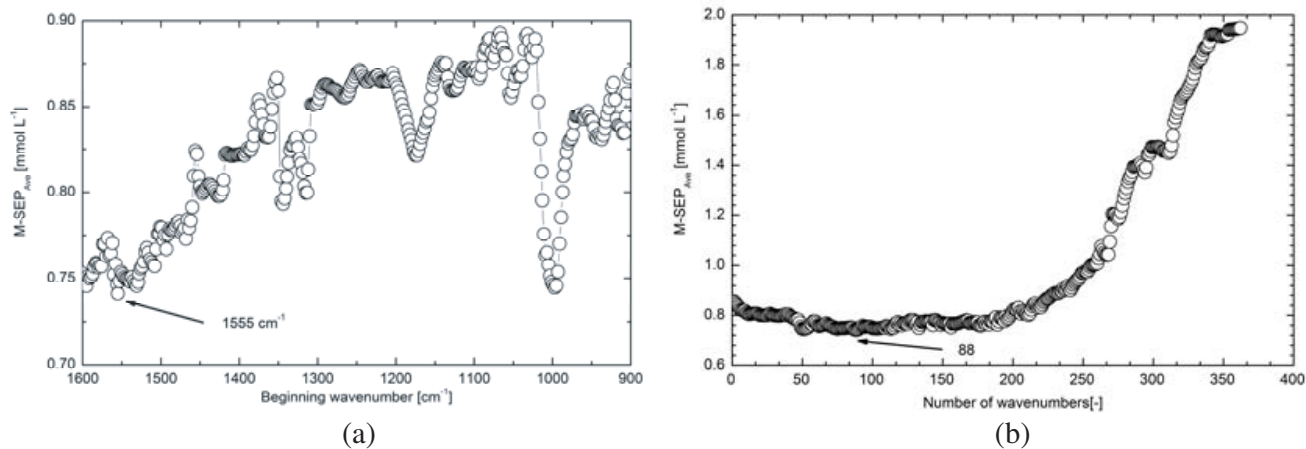 0.90
0.85
0.80
0.75
0.70
M-SEP_Ave [mmol L⁻¹]
1555 cm⁻¹
1600 1500 1400 1300 1200 1100 1000 900
Beginning wavenumber [cm⁻¹]
(a)
2.0
1.8
1.6
1.4
1.2
1.0
0.8
0.6
M-SEP_Ave [mmol L⁻¹]
88
0 50 100 150 200 250 300 350 400
Number of wavenumbers[-]
(b)